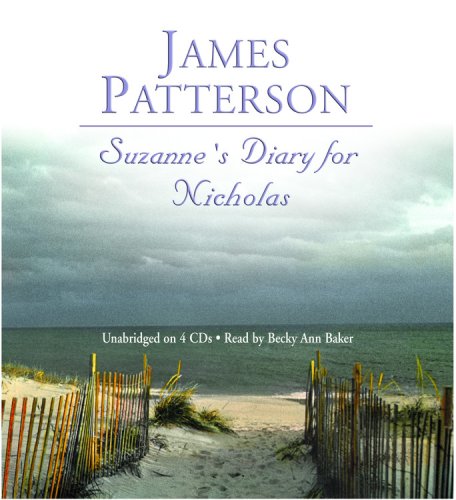 JAMES
PATTERSON
Suzanne's Diary for
Nicholas
Unabridged on 4 CDs • Read by Becky Ann Baker